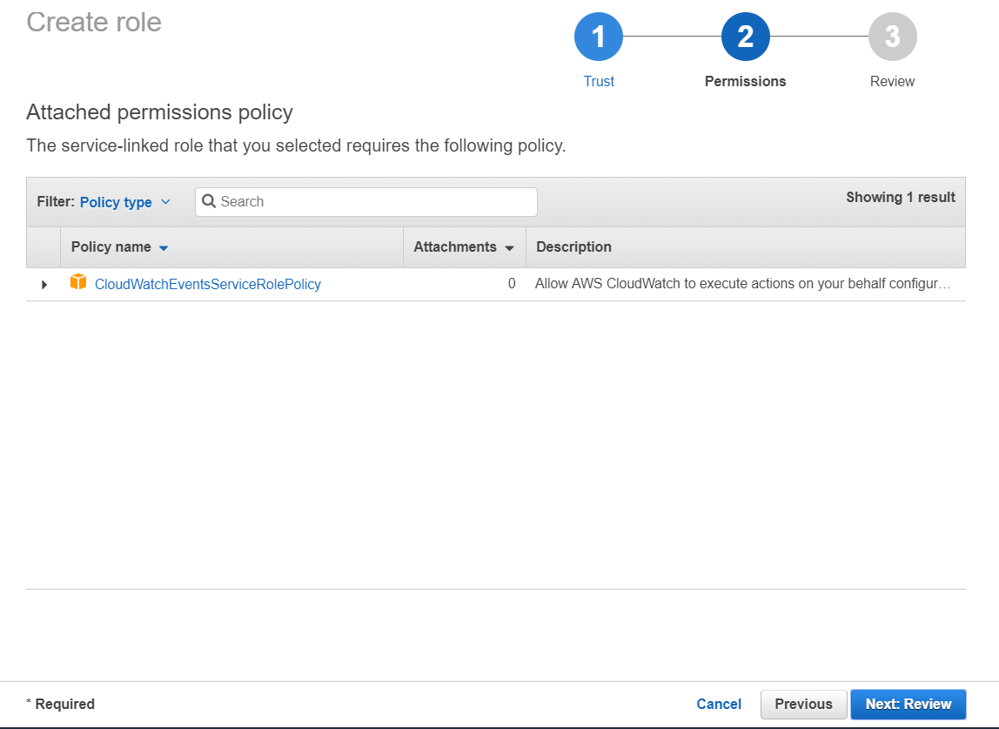 Create role
1
2
3
Trust
Permissions
Review
Attached permissions policy
The service-linked role that you selected requires the following policy.
Filter: Policy type
Search
Showing 1 result
Policy name
Attachments
Description
CloudWatchEventsServiceRolePolicy
0
Allow AWS CloudWatch to execute actions on your behalf configur…
* Required
Cancel
Previous
Next: Review